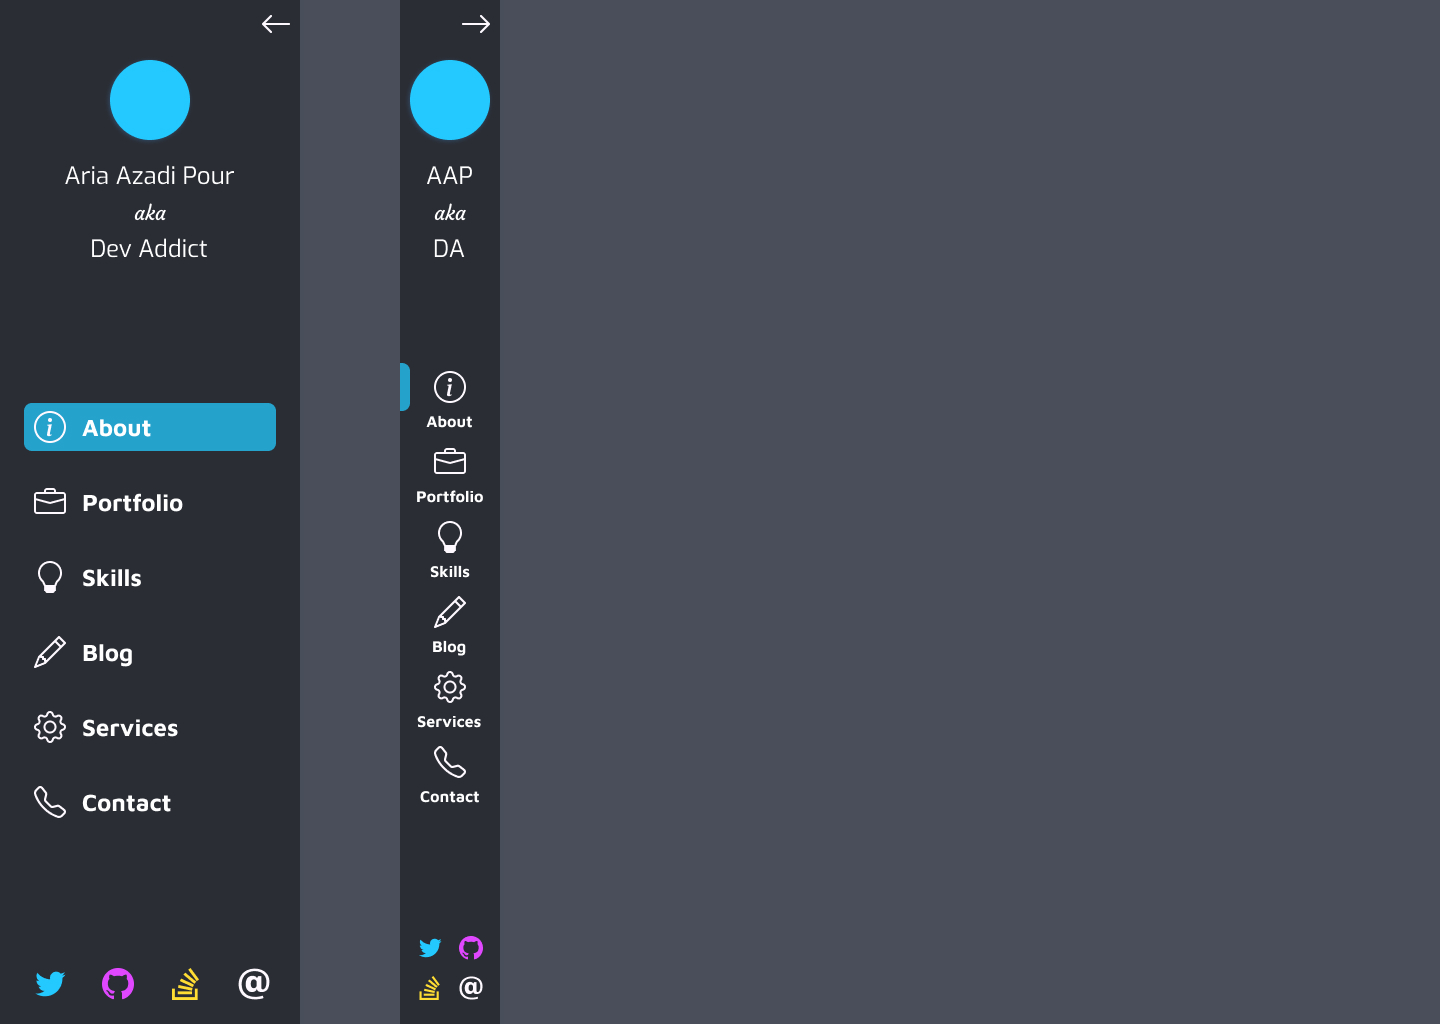 Aria Azadi Pour
aka
Dev Addict
About
Portfolio
Skills
Blog
Services
Contact
@
AAP
aka
DA
About
Portfolio
Skills
Blog
Services
Contact
@